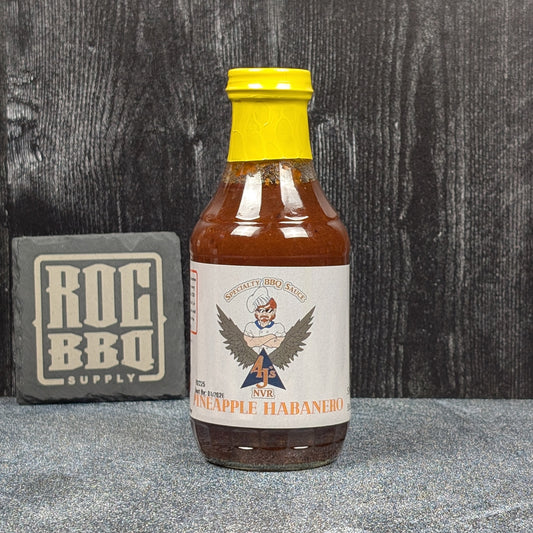 ROC
BBQ
SUPPLY
SPECIALTY BBQ SAUCE
AJ's
NVR
PINEAPPLE HABANERO